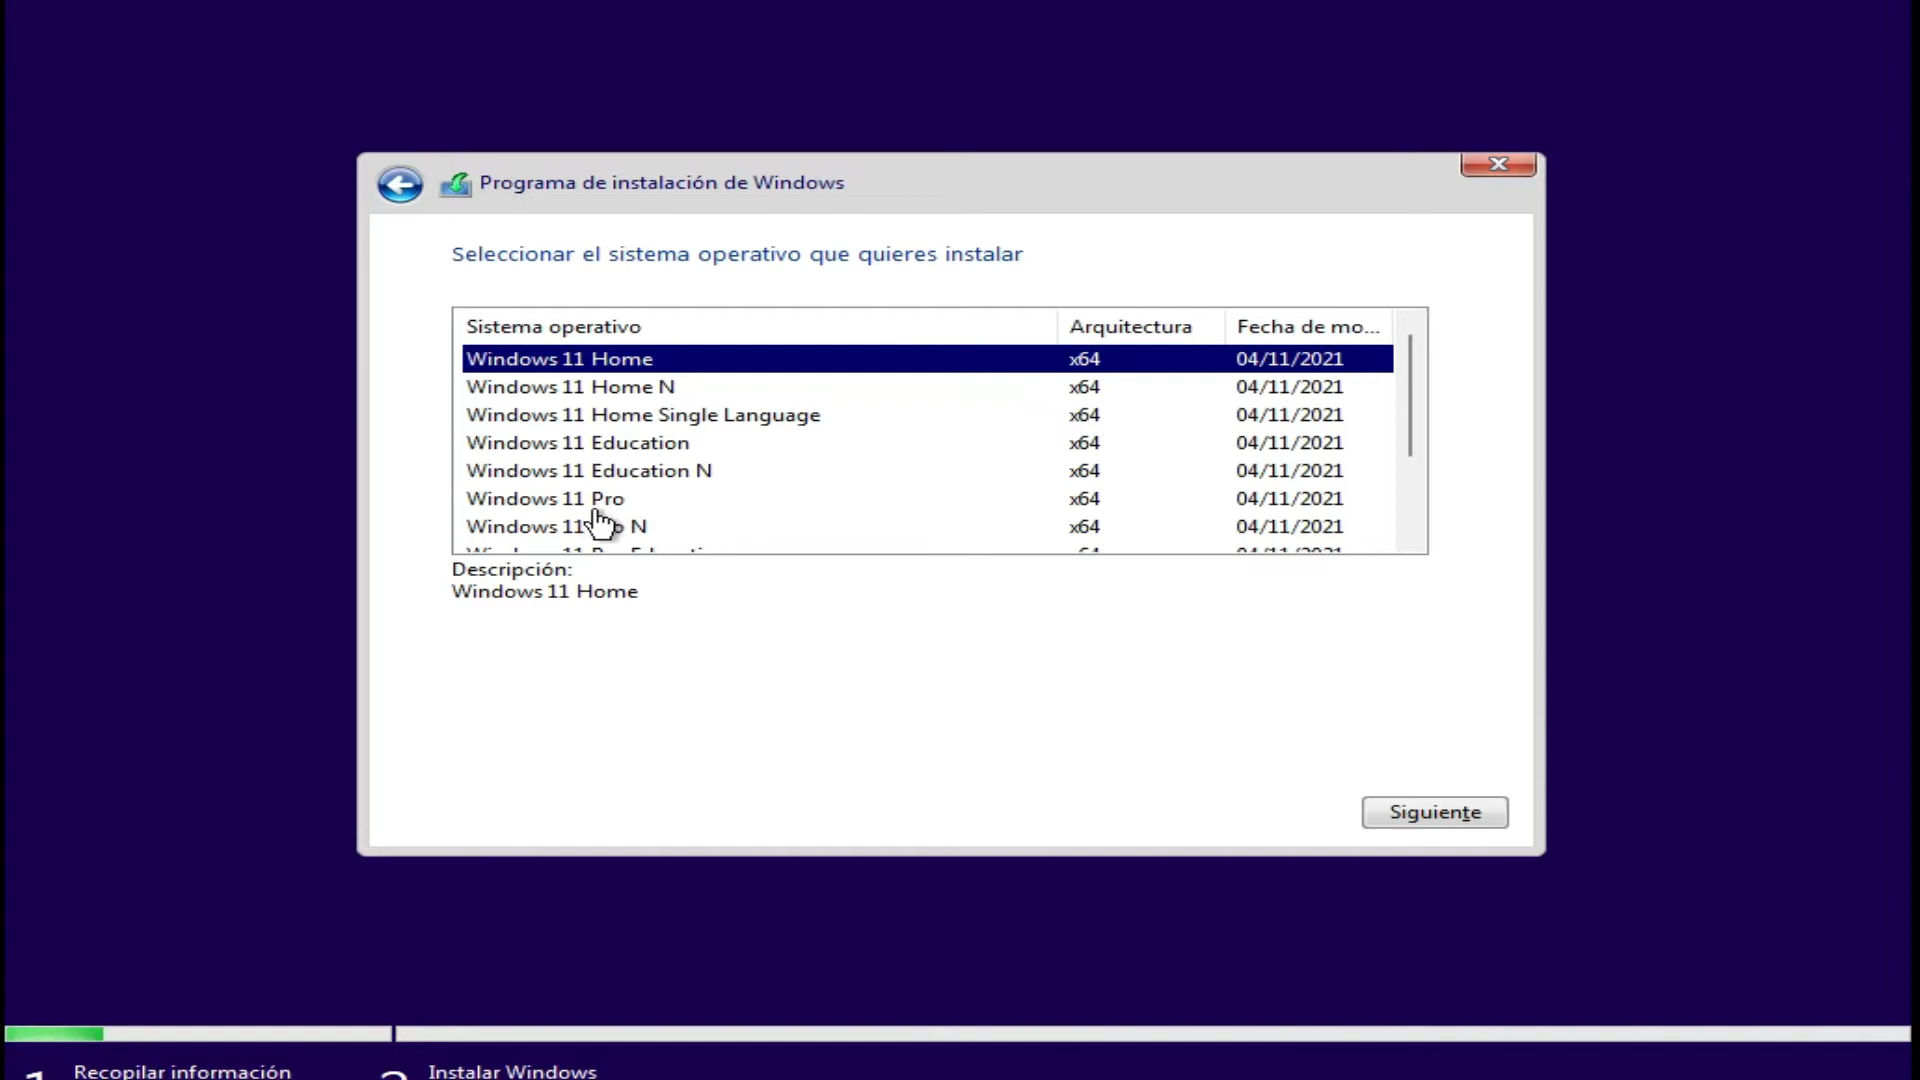 Programa de instalación de Windows
Seleccionar el sistema operativo que quieres instalar
Sistema operativo Arquitectura Fecha de mo...
Windows 11 Home x64 04/11/2021
Windows 11 Home N x64 04/11/2021
Windows 11 Home Single Language x64 04/11/2021
Windows 11 Education x64 04/11/2021
Windows 11 Education N x64 04/11/2021
Windows 11 Pro x64 04/11/2021
Windows 11 N x64 04/11/2021
Descripción:
Windows 11 Home
Siguiente
Recopilar información Instalar Windows